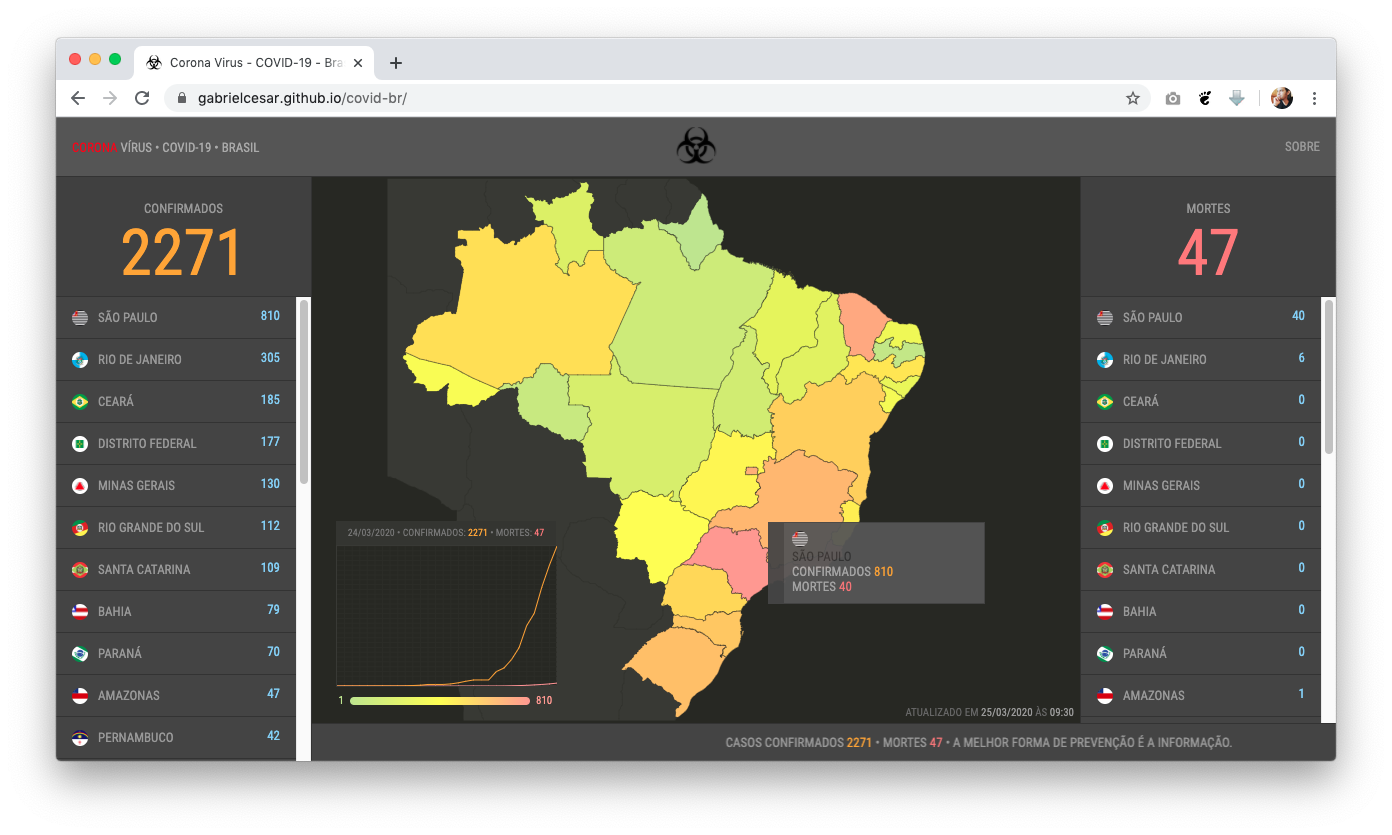 Corona Virus - COVID-19 - Bra
gabrielcesar.github.io/covid-br/
CORONA VÍRUS • COVID-19 • BRASIL
SOBRE
CONFIRMADOS
2271
SÃO PAULO 810
RIO DE JANEIRO 305
CEARÁ 185
DISTRITO FEDERAL 177
MINAS GERAIS 130
RIO GRANDE DO SUL 112
SANTA CATARINA 109
BAHIA 79
PARANÁ 70
AMAZONAS 47
PERNAMBUCO 42
24/03/2020 • CONFIRMADOS: 2271 • MORTES: 47
1 810
SÃO PAULO
CONFIRMADOS 810
MORTES 40
ATUALIZADO EM 25/03/2020 ÀS 09:30
MORTES
47
SÃO PAULO 40
RIO DE JANEIRO 6
CEARÁ 0
DISTRITO FEDERAL 0
MINAS GERAIS 0
RIO GRANDE DO SUL 0
SANTA CATARINA 0
BAHIA 0
PARANÁ 0
AMAZONAS 1
CASOS CONFIRMADOS 2271 • MORTES 47 • A MELHOR FORMA DE PREVENÇÃO É A INFORMAÇÃO.